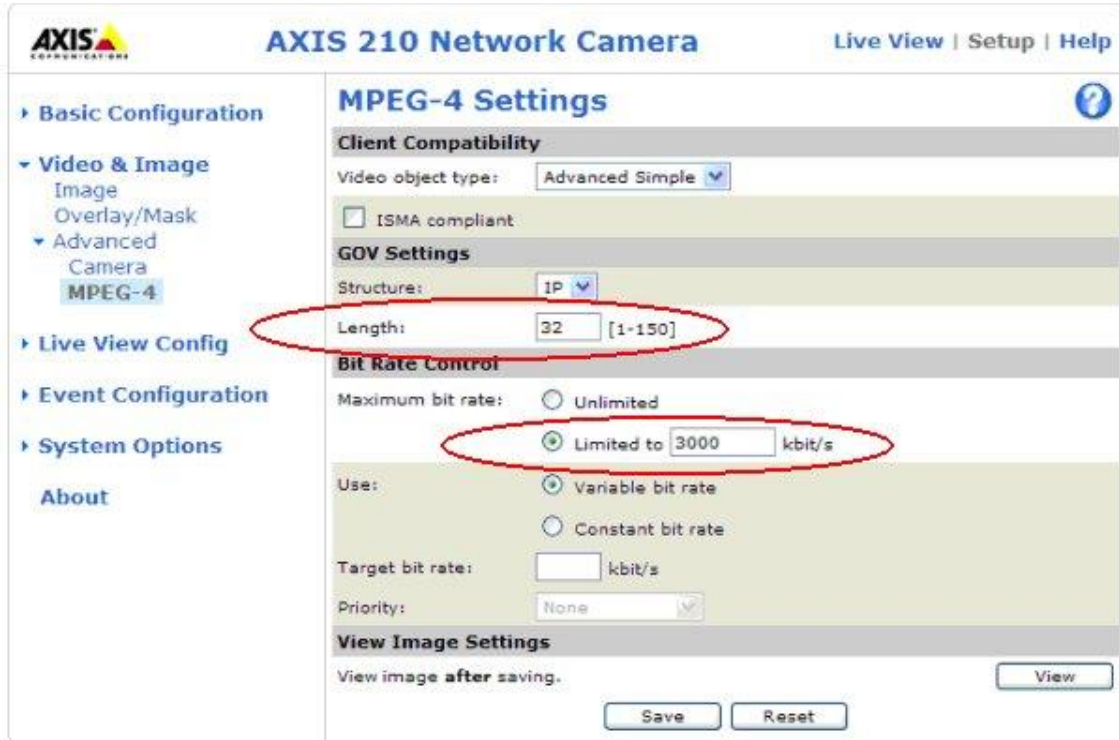 AXIS
COMMUNICATIONS
AXIS 210 Network Camera
Live View | Setup | Help
Basic Configuration
Video & Image
Image
Overlay/Mask
Advanced
Camera
MPEG-4
Live View Config
Event Configuration
System Options
About
MPEG-4 Settings
?
Client Compatibility
Video object type: Advanced Simple
ISMA compliant
GOV Settings
Structure: IP
Length: 32 [1-150]
Bit Rate Control
Maximum bit rate: Unlimited
Limited to 3000 kbit/s
Use: Variable bit rate
Constant bit rate
Target bit rate: kbit/s
Priority: None
View Image Settings
View image after saving. View
Save Reset